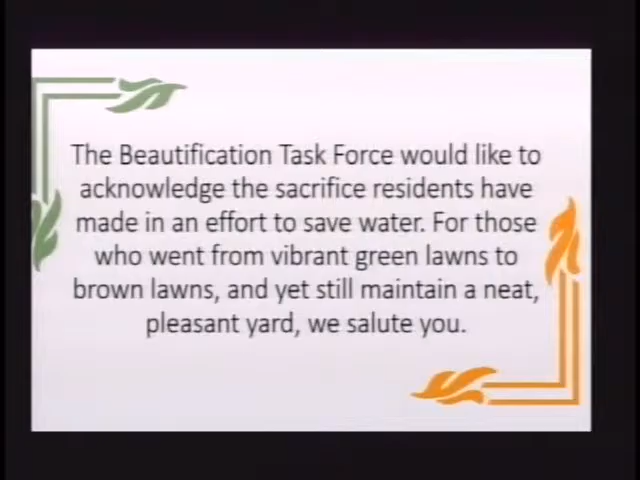 The Beautification Task Force would like to
acknowledge the sacrifice residents have
made in an effort to save water. For those
who went from vibrant green lawns to
brown lawns, and yet still maintain a neat,
pleasant yard, we salute you.